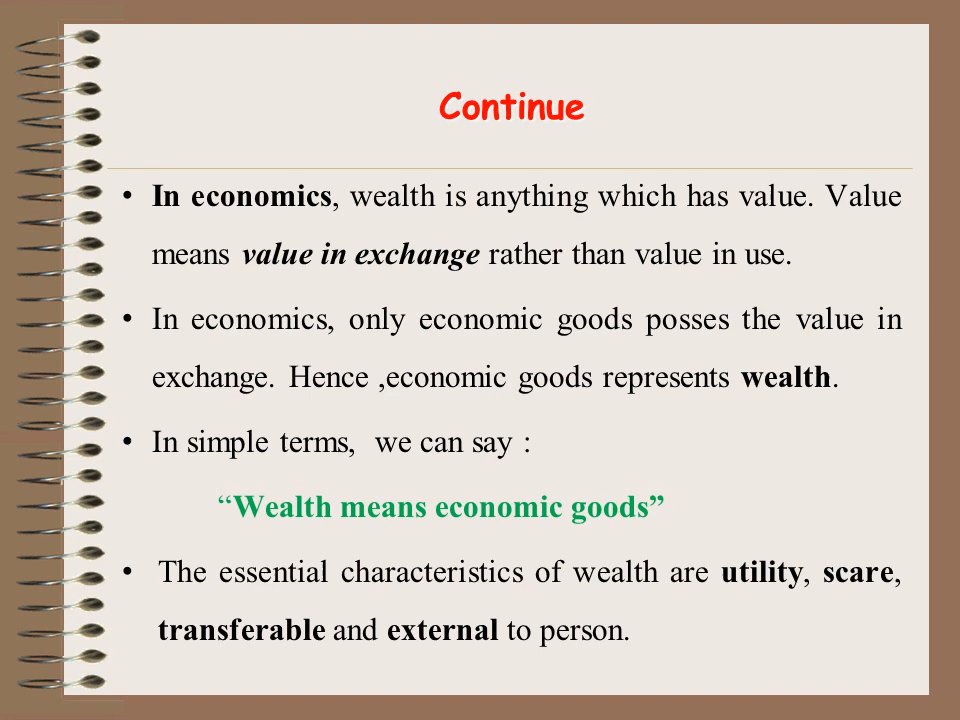 Continue
• In economics, wealth is anything which has value. Value
means value in exchange rather than value in use.
• In economics, only economic goods posses the value in
exchange. Hence ,economic goods represents wealth.
• In simple terms, we can say :
“Wealth means economic goods”
• The essential characteristics of wealth are utility, scare,
transferable and external to person.